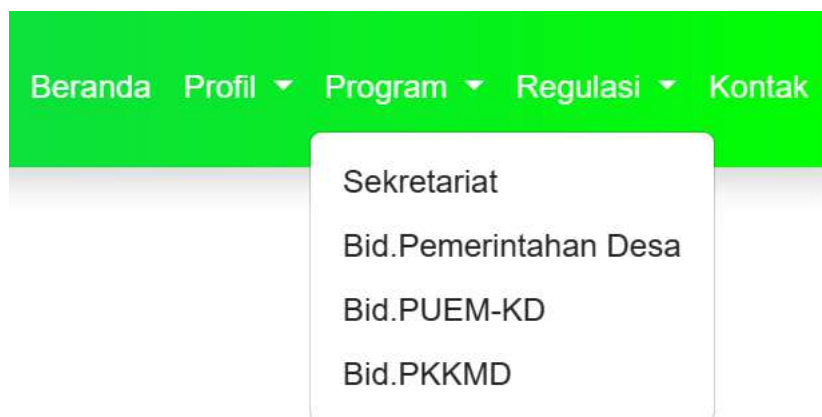 Beranda Profil Program Regulasi Kontak
Sekretariat
Bid.Pemerintahan Desa
Bid.PUEM-KD
Bid.PKKMD